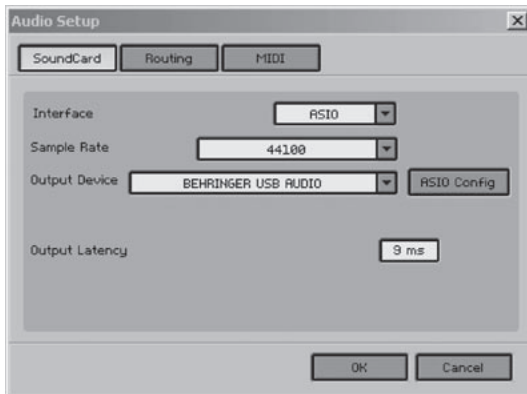 Audio Setup
SoundCard Routing MIDI
Interface ASIO
Sample Rate 44100
Output Device BEHRINGER USB AUDIO ASIO Config
Output Latency 9 ms
OK Cancel